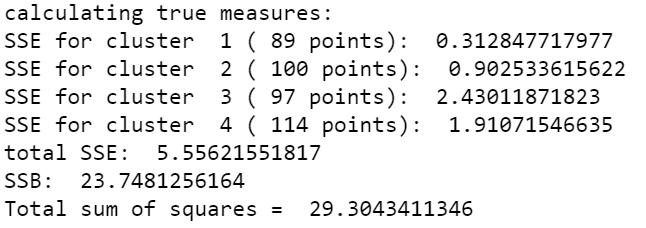 calculating true measures:
SSE for cluster  1 ( 89 points):  0.312847717977
SSE for cluster  2 ( 100 points):  0.902533615622
SSE for cluster  3 ( 97 points):  2.43011871823
SSE for cluster  4 ( 114 points):  1.91071546635
total SSE:  5.55621551817
SSB:  23.7481256164
Total sum of squares =  29.3043411346